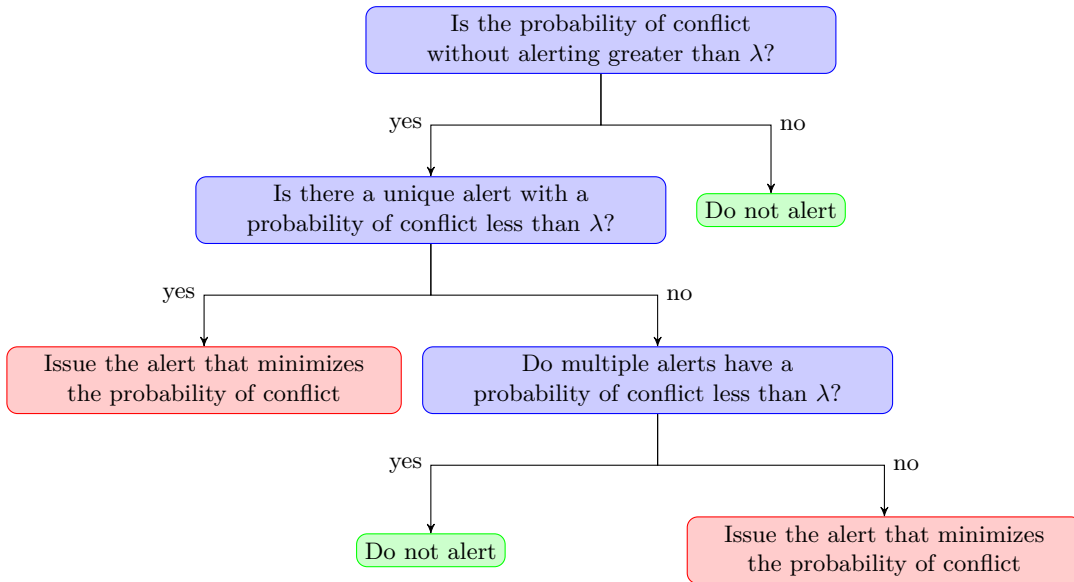 Is the probability of conflict
without alerting greater than λ?
yes
no
Is there a unique alert with a
probability of conflict less than λ?
Do not alert
yes
no
Issue the alert that minimizes
the probability of conflict
Do multiple alerts have a
probability of conflict less than λ?
yes
no
Do not alert
Issue the alert that minimizes
the probability of conflict